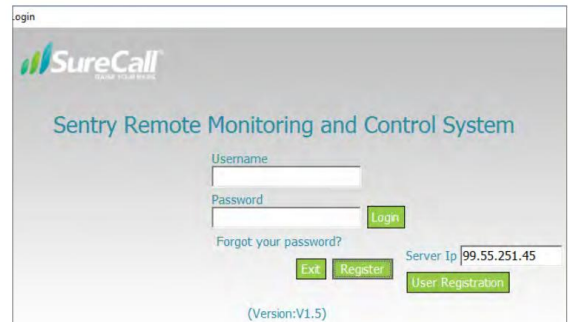 Login
SureCall
Sentry Remote Monitoring and Control System
Username
Password
Login
Forgot your password?
Server Ip 99.55.251.45
Exit Register
User Registration
(Version:V1.5)